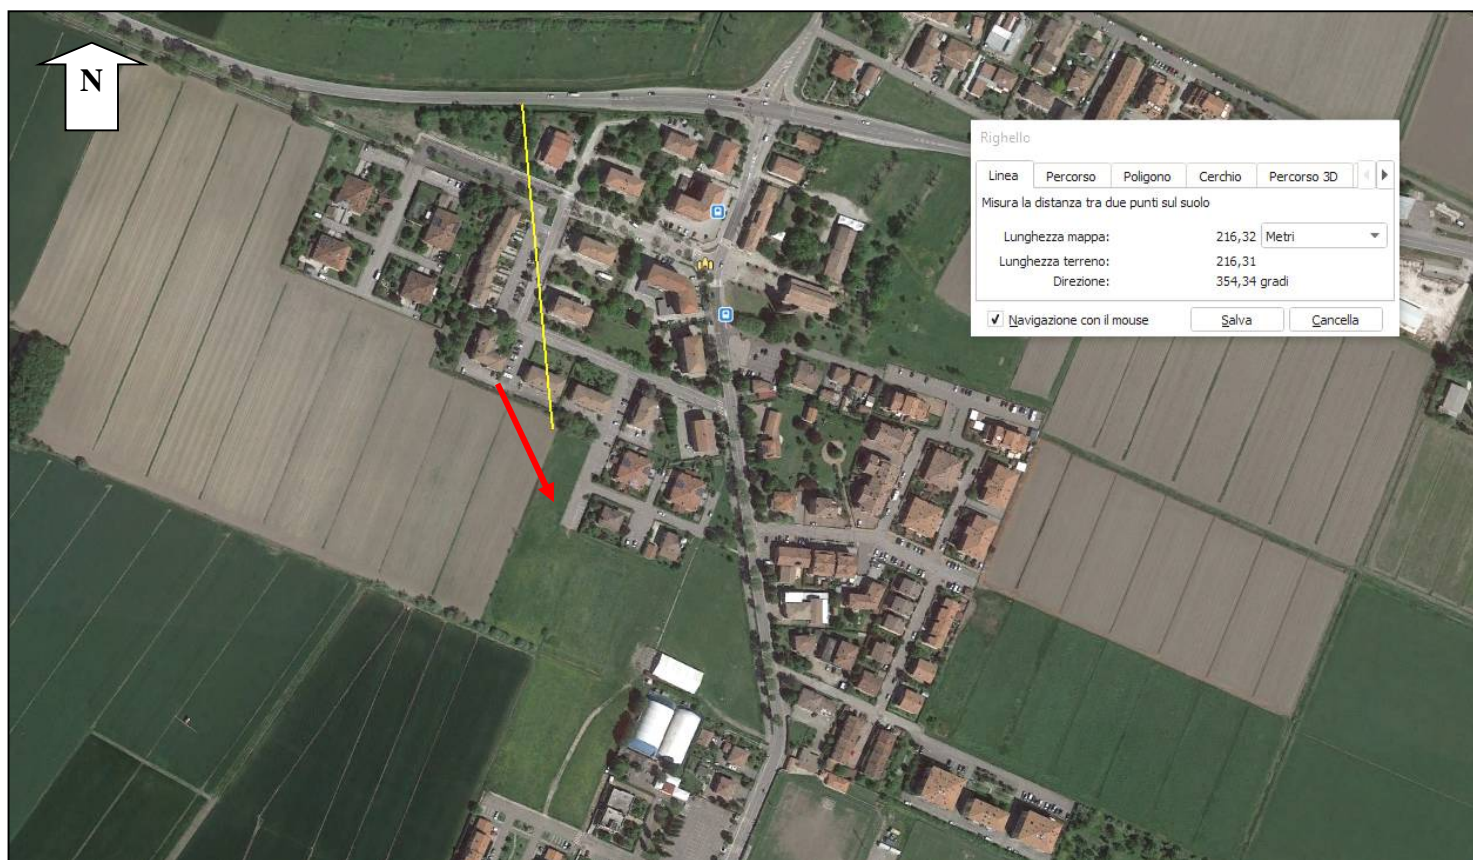 N
Righello
Linea Percorso Poligono Cerchio Percorso 3D
Misura la distanza tra due punti sul suolo
Lunghezza mappa: 216,32 Metri
Lunghezza terreno: 216,31
Direzione: 354,34 gradi
Navigazione con il mouse Salva Cancella